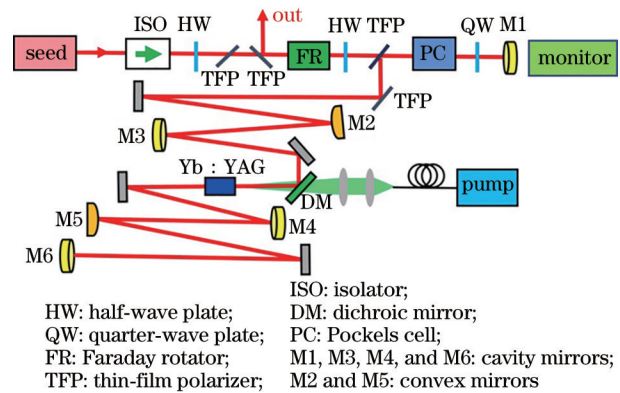 out
seed
ISO
HW
TFP
TFP
FR
HW
TFP
PC
QW
M1
monitor
TFP
M2
M3
Yb : YAG
DM
pump
M4
M5
M6
ISO: isolator;
HW: half-wave plate;
DM: dichroic mirror;
QW: quarter-wave plate;
PC: Pockels cell;
FR: Faraday rotator;
M1, M3, M4, and M6: cavity mirrors;
TFP: thin-film polarizer;
M2 and M5: convex mirrors